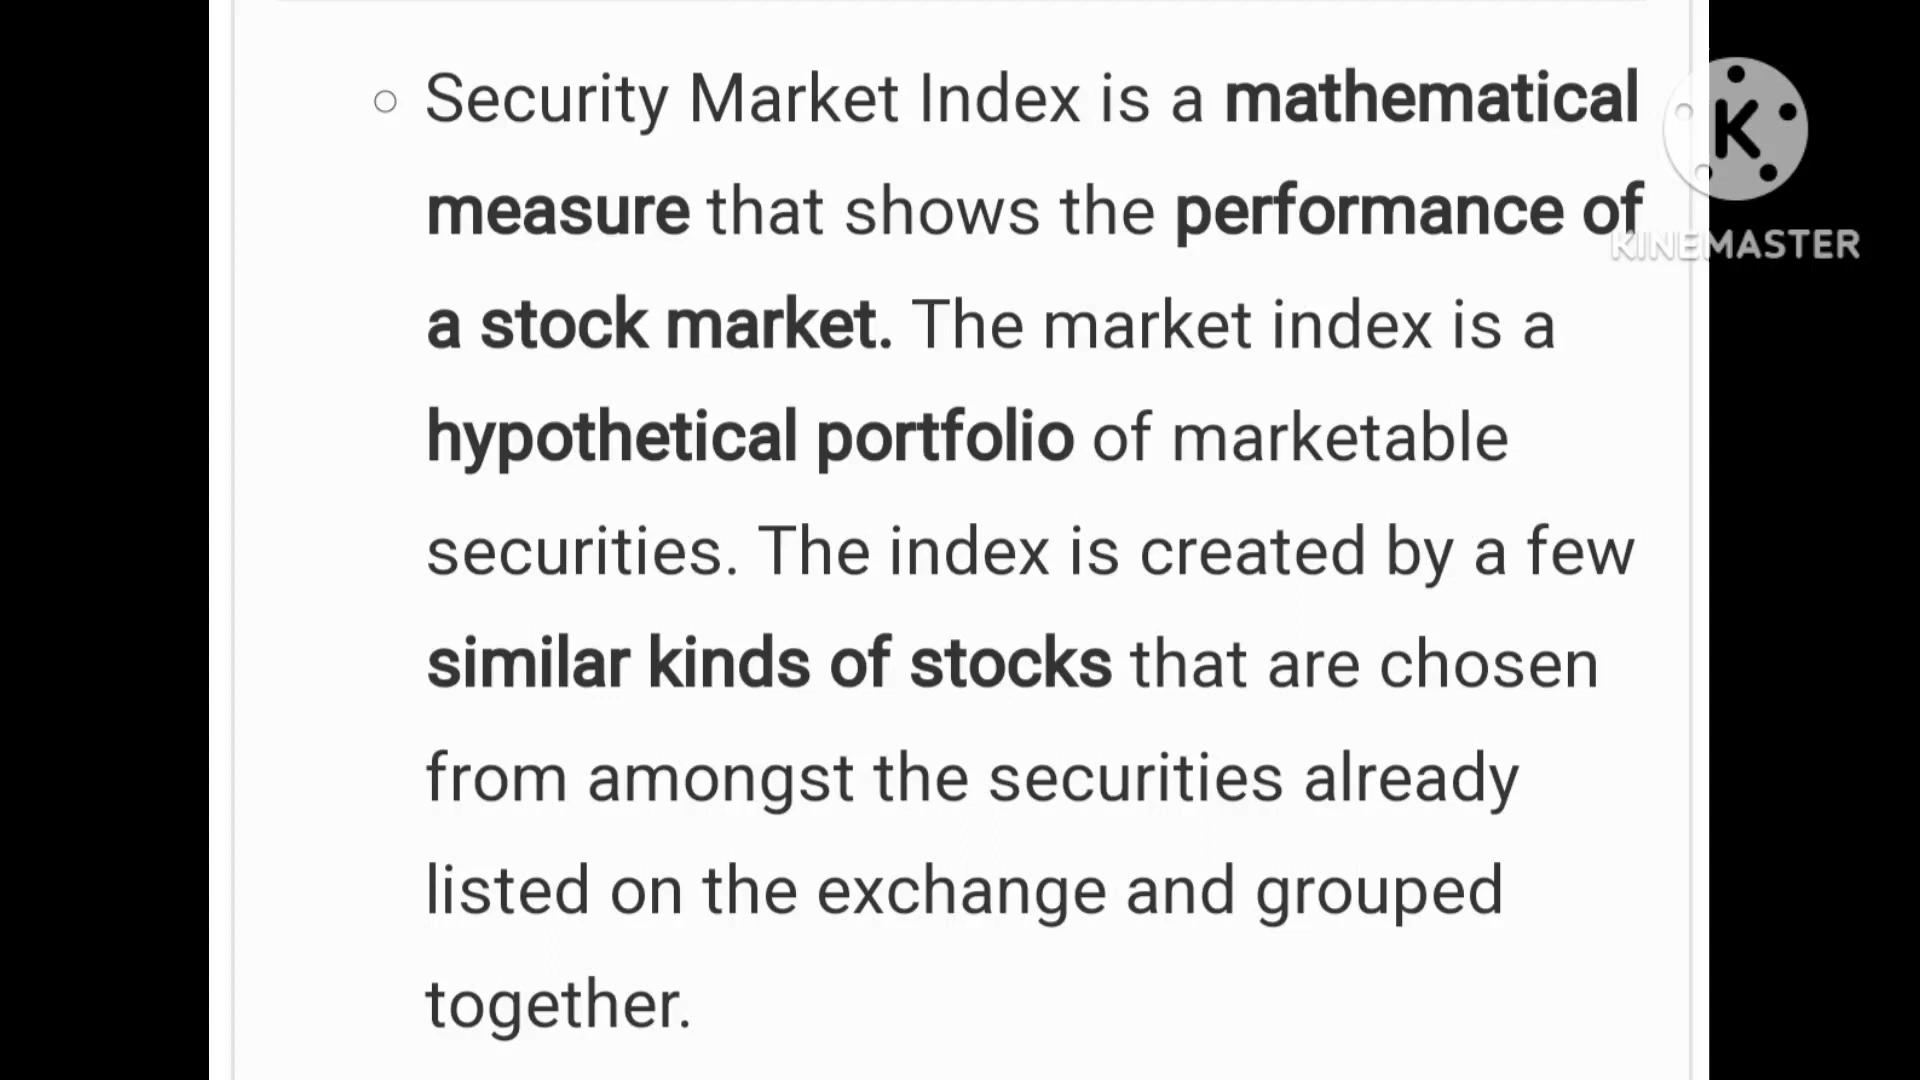 Security Market Index is a mathematical
measure that shows the performance of
a stock market. The market index is a
hypothetical portfolio of marketable
securities. The index is created by a few
similar kinds of stocks that are chosen
from amongst the securities already
listed on the exchange and grouped
together.
K
KINEMASTER